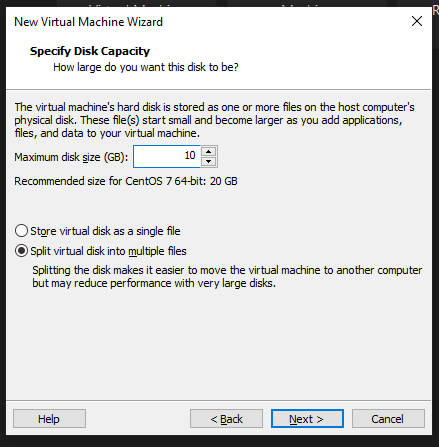 New Virtual Machine Wizard
Specify Disk Capacity
How large do you want this disk to be?
The virtual machine's hard disk is stored as one or more files on the host computer's
physical disk. These file(s) start small and become larger as you add applications,
files, and data to your virtual machine.
Maximum disk size (GB): 10
Recommended size for CentOS 7 64-bit: 20 GB
Store virtual disk as a single file
Split virtual disk into multiple files
Splitting the disk makes it easier to move the virtual machine to another computer
but may reduce performance with very large disks.
Help < Back Next > Cancel